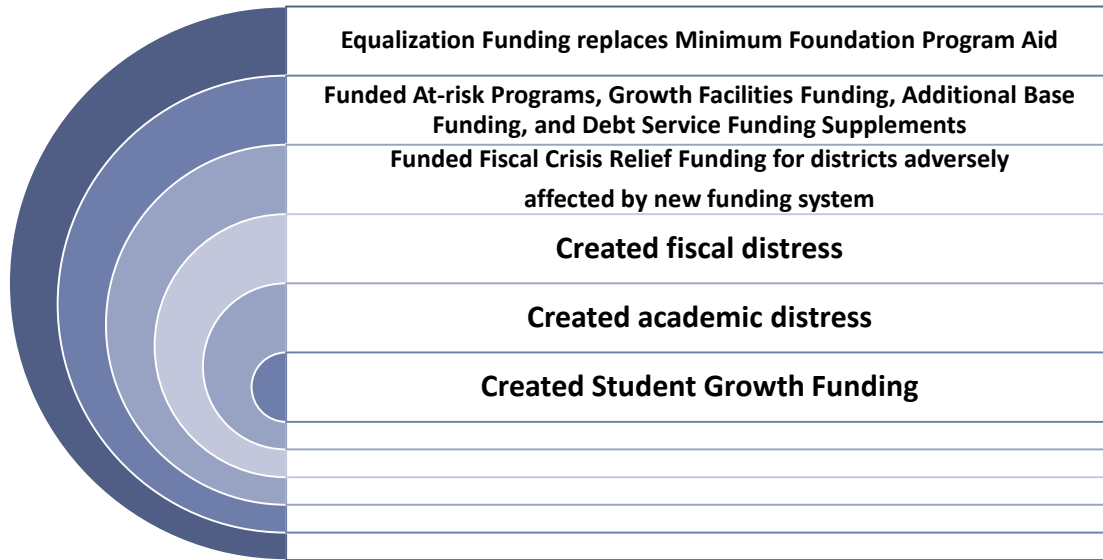 Equalization Funding replaces Minimum Foundation Program Aid
Funded At-risk Programs, Growth Facilities Funding, Additional Base
Funding, and Debt Service Funding Supplements
Funded Fiscal Crisis Relief Funding for districts adversely
affected by new funding system
Created fiscal distress
Created academic distress
Created Student Growth Funding